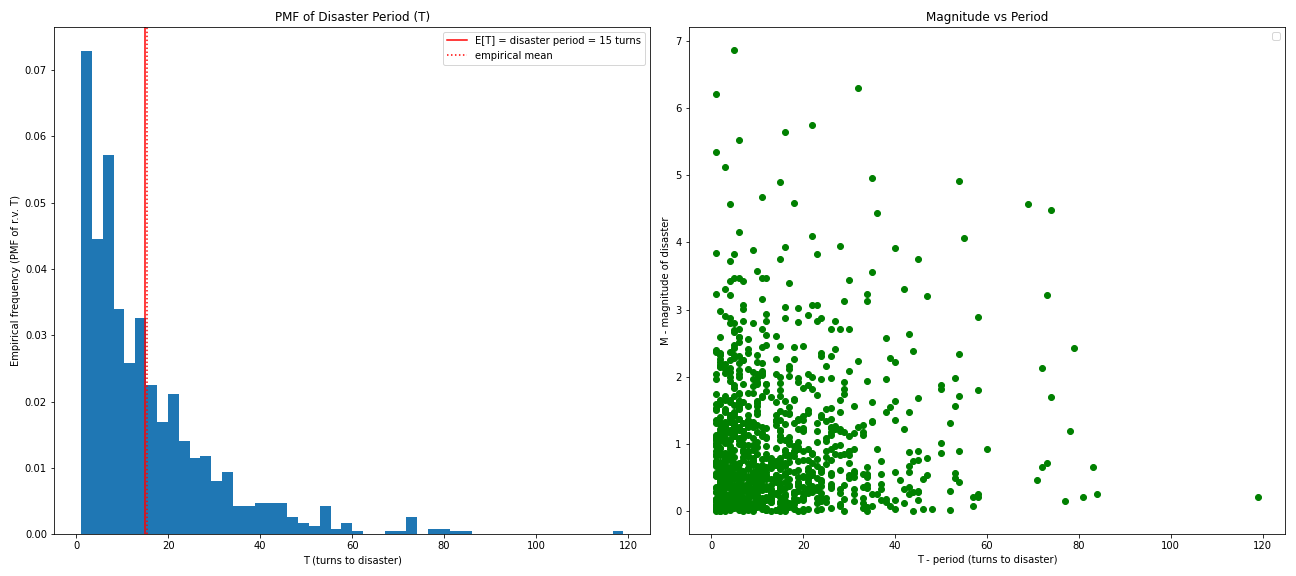 PMF of Disaster Period (T)
E[T] = disaster period = 15 turns
empirical mean
Empirical frequency (PMF of r.v. T)
0.07
0.06
0.05
0.04
0.03
0.02
0.01
0.00
0 20 40 60 80 100 120
T (turns to disaster)
Magnitude vs Period
M - magnitude of disaster
7
6
5
4
3
2
1
0
0 20 40 60 80 100 120
T - period (turns to disaster)